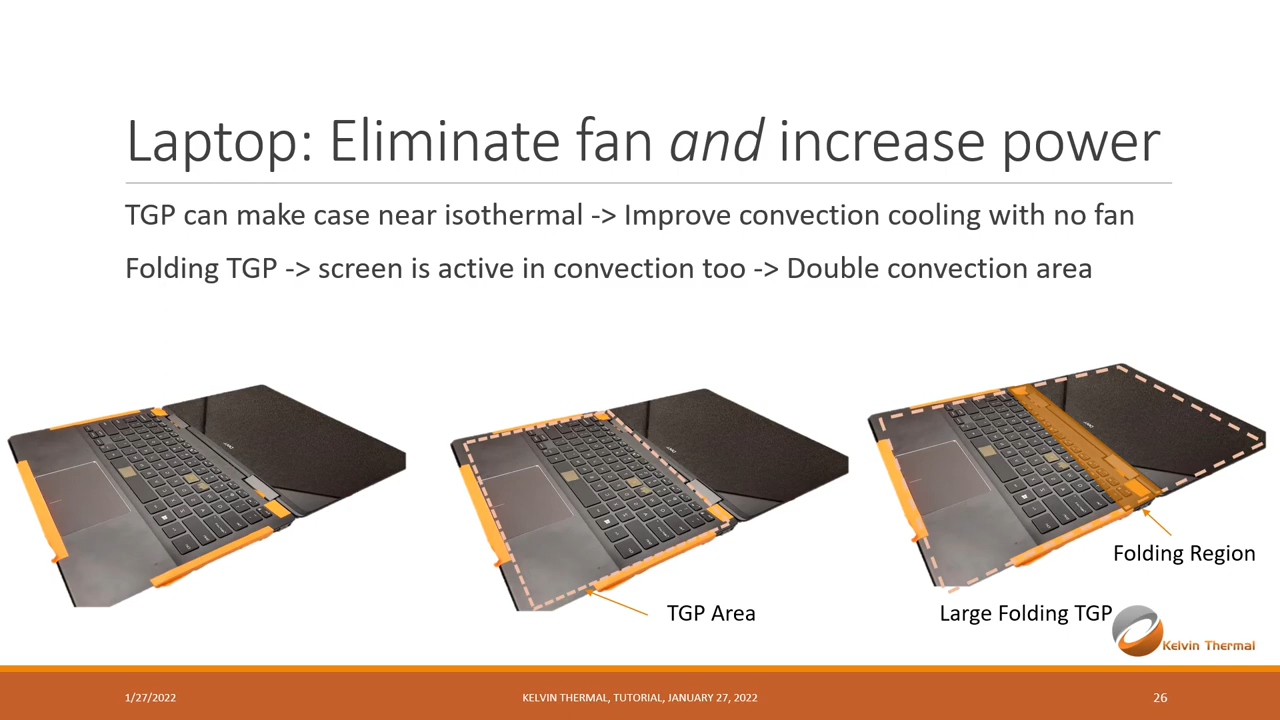 Laptop: Eliminate fan and increase power
TGP can make case near isothermal -> Improve convection cooling with no fan
Folding TGP -> screen is active in convection too -> Double convection area
Folding Region
TGP Area
Large Folding TGP
Kelvin Thermal
1/27/2022
KELVIN THERMAL, TUTORIAL, JANUARY 27, 2022
26